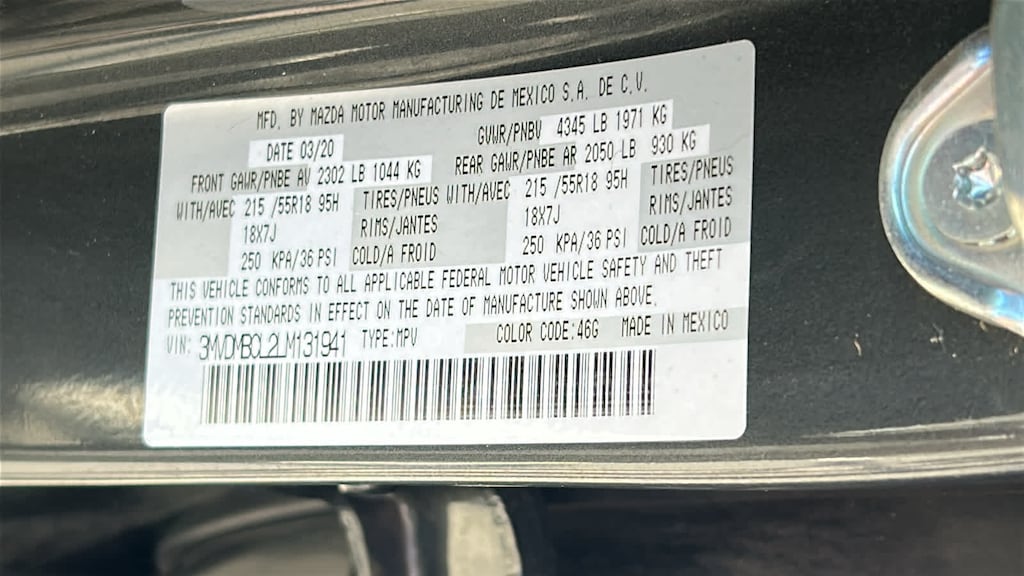 MFD. BY MAZDA MOTOR MANUFACTURING DE MEXICO S.A. DE C.V.
DATE 03/20 GVWR/PNBV 4345 LB 1971 KG
FRONT GAWR/PNBE AV 2302 LB 1044 KG REAR GAWR/PNBE AR 2050 LB 930 KG
WITH/AVEC 215 /55R18 95H TIRES/PNEUS WITH/AVEC 215 /55R18 95H TIRES/PNEUS
18X7J RIMS/JANTES 18X7J RIMS/JANTES
250 KPA/36 PSI COLD/A FROID 250 KPA/36 PSI COLD/A FROID
THIS VEHICLE CONFORMS TO ALL APPLICABLE FEDERAL MOTOR VEHICLE SAFETY AND THEFT
PREVENTION STANDARDS IN EFFECT ON THE DATE OF MANUFACTURE SHOWN ABOVE.
VIN: 3MVDMBCL2LM131941 TYPE:MPV COLOR CODE:46G MADE IN MEXICO